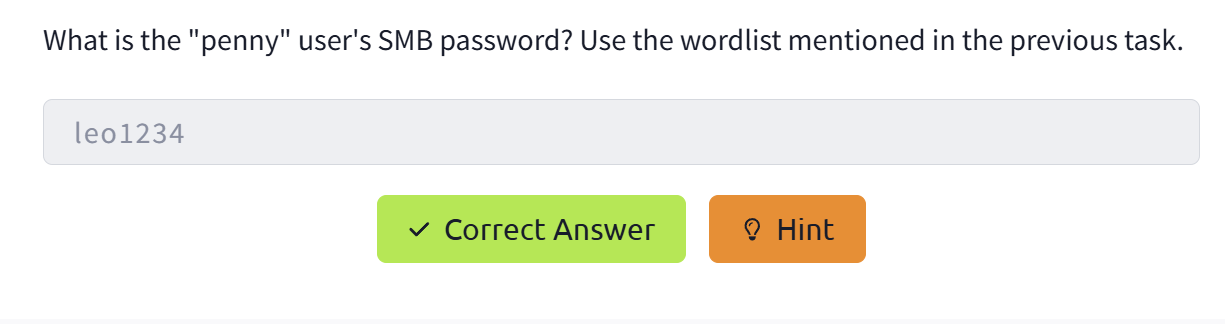 What is the "penny" user's SMB password? Use the wordlist mentioned in the previous task.
leo1234
Correct Answer
Hint